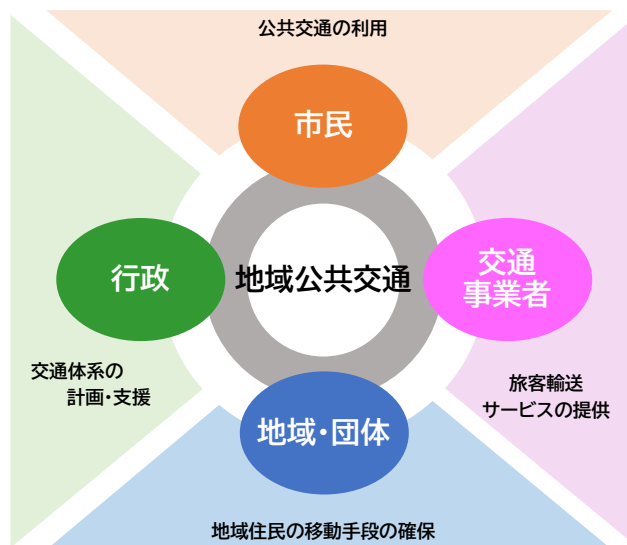 公共交通の利用
市民
行政
地域公共交通
交通
事業者
交通体系の
計画・支援
旅客輸送
サービスの提供
地域・団体
地域住民の移動手段の確保